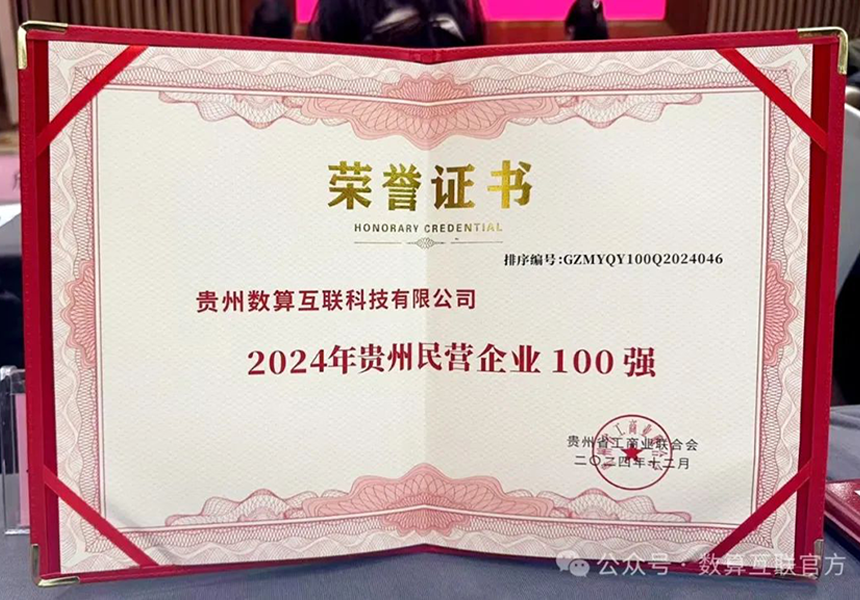 荣誉证书
HONORARY CREDENTIAL
排序编号:GZMYQY100Q2024046
贵州数算互联科技有限公司
2024年贵州民营企业100强
贵州省工商业联合会
二〇二四年十二月
公众号·数算互联官方